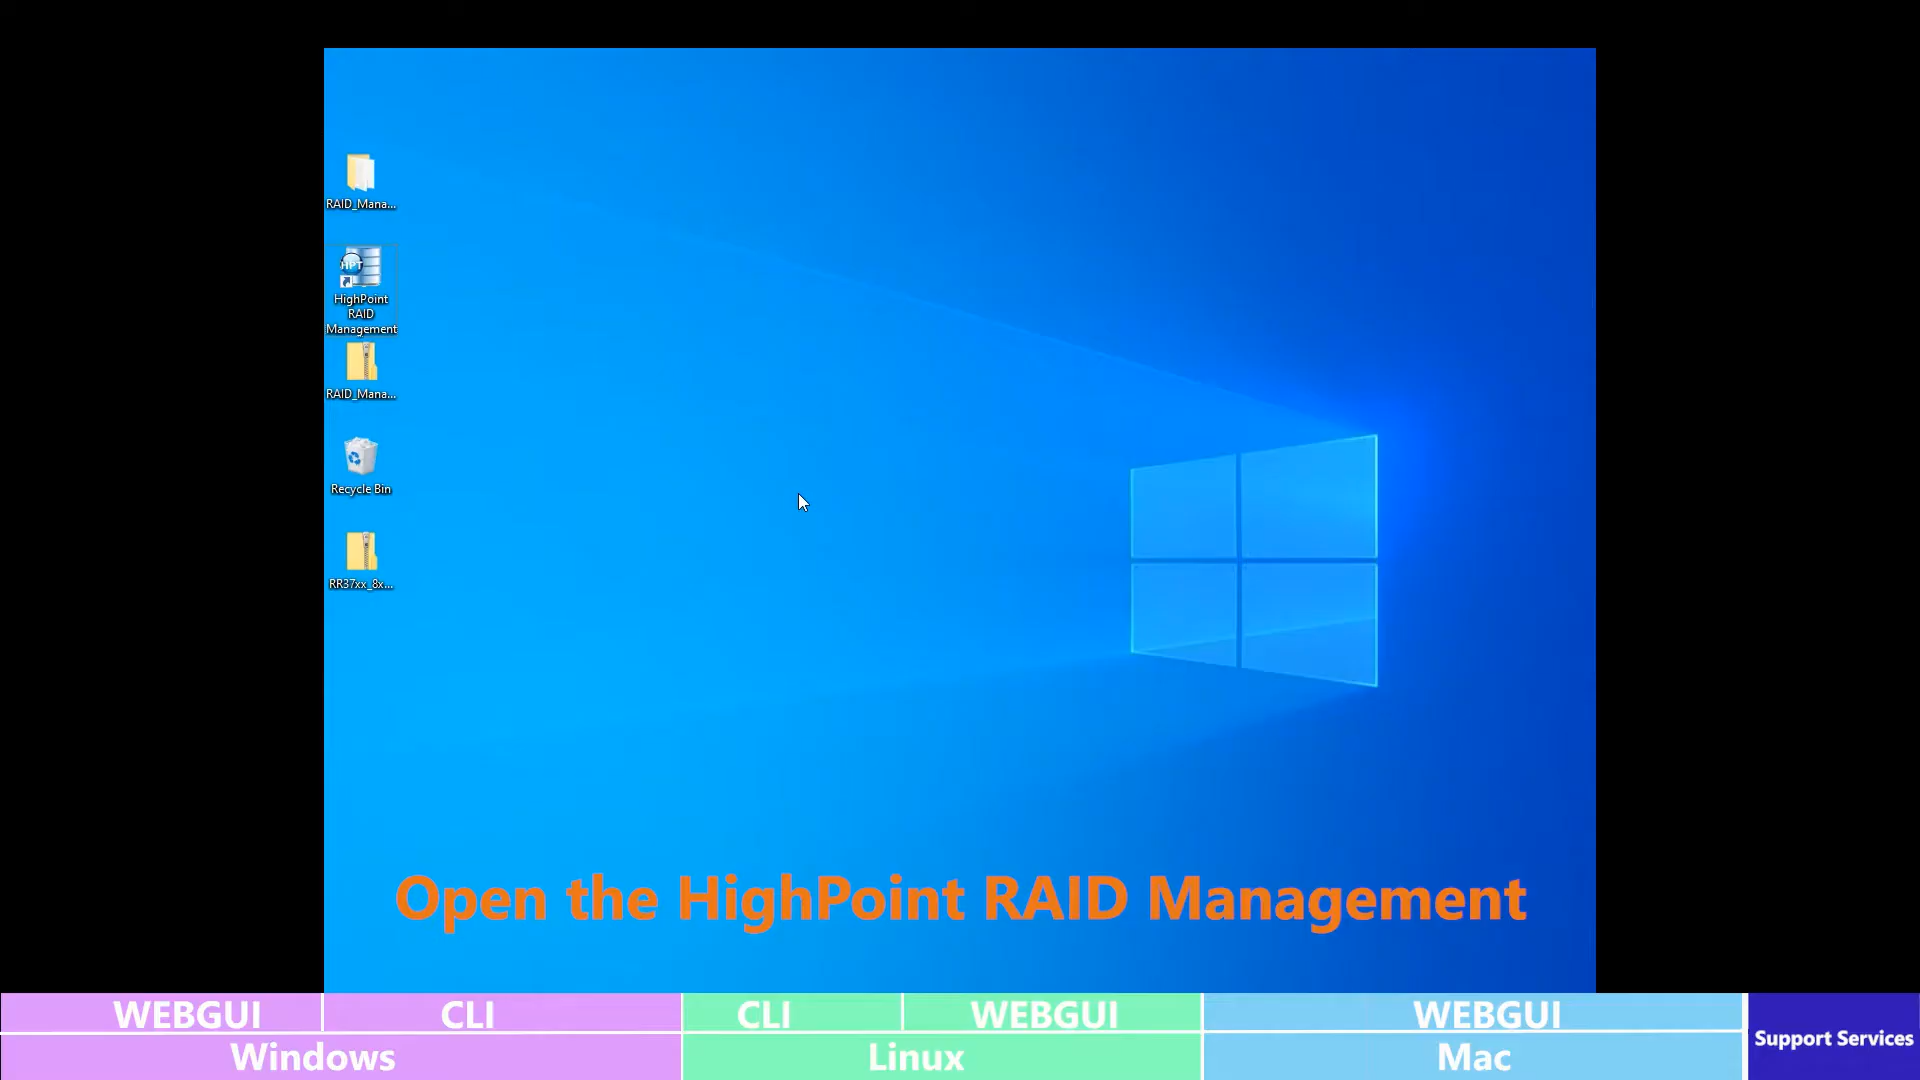 RAID_Mana...
HPT
HighPoint
RAID
Management
RAID_Mana...
Recycle Bin
RR37xx_8x...
Open the HighPoint RAID Management
WEBGUI CLI CLI WEBGUI WEBGUI
Windows Linux Mac
Support Services